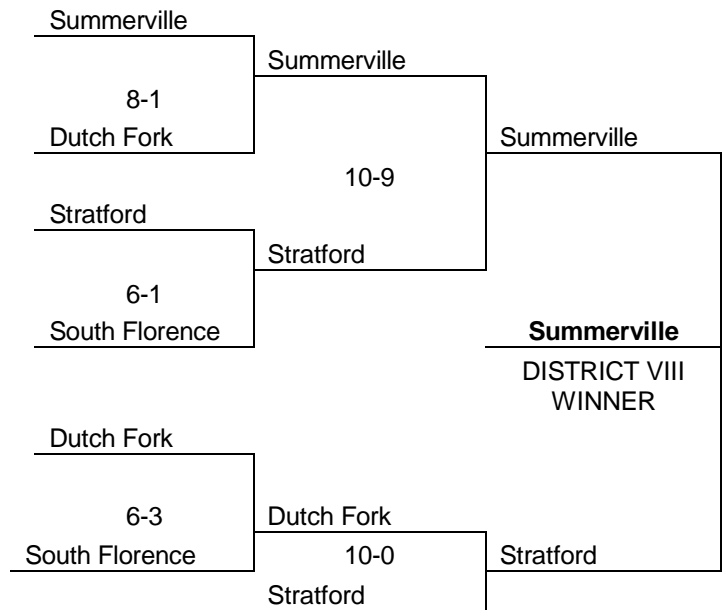 Summerville
Summerville
8-1
Dutch Fork
Summerville
10-9
Stratford
Stratford
6-1
South Florence
Summerville
DISTRICT VIII
WINNER
Dutch Fork
6-3
Dutch Fork
South Florence
10-0
Stratford
Stratford